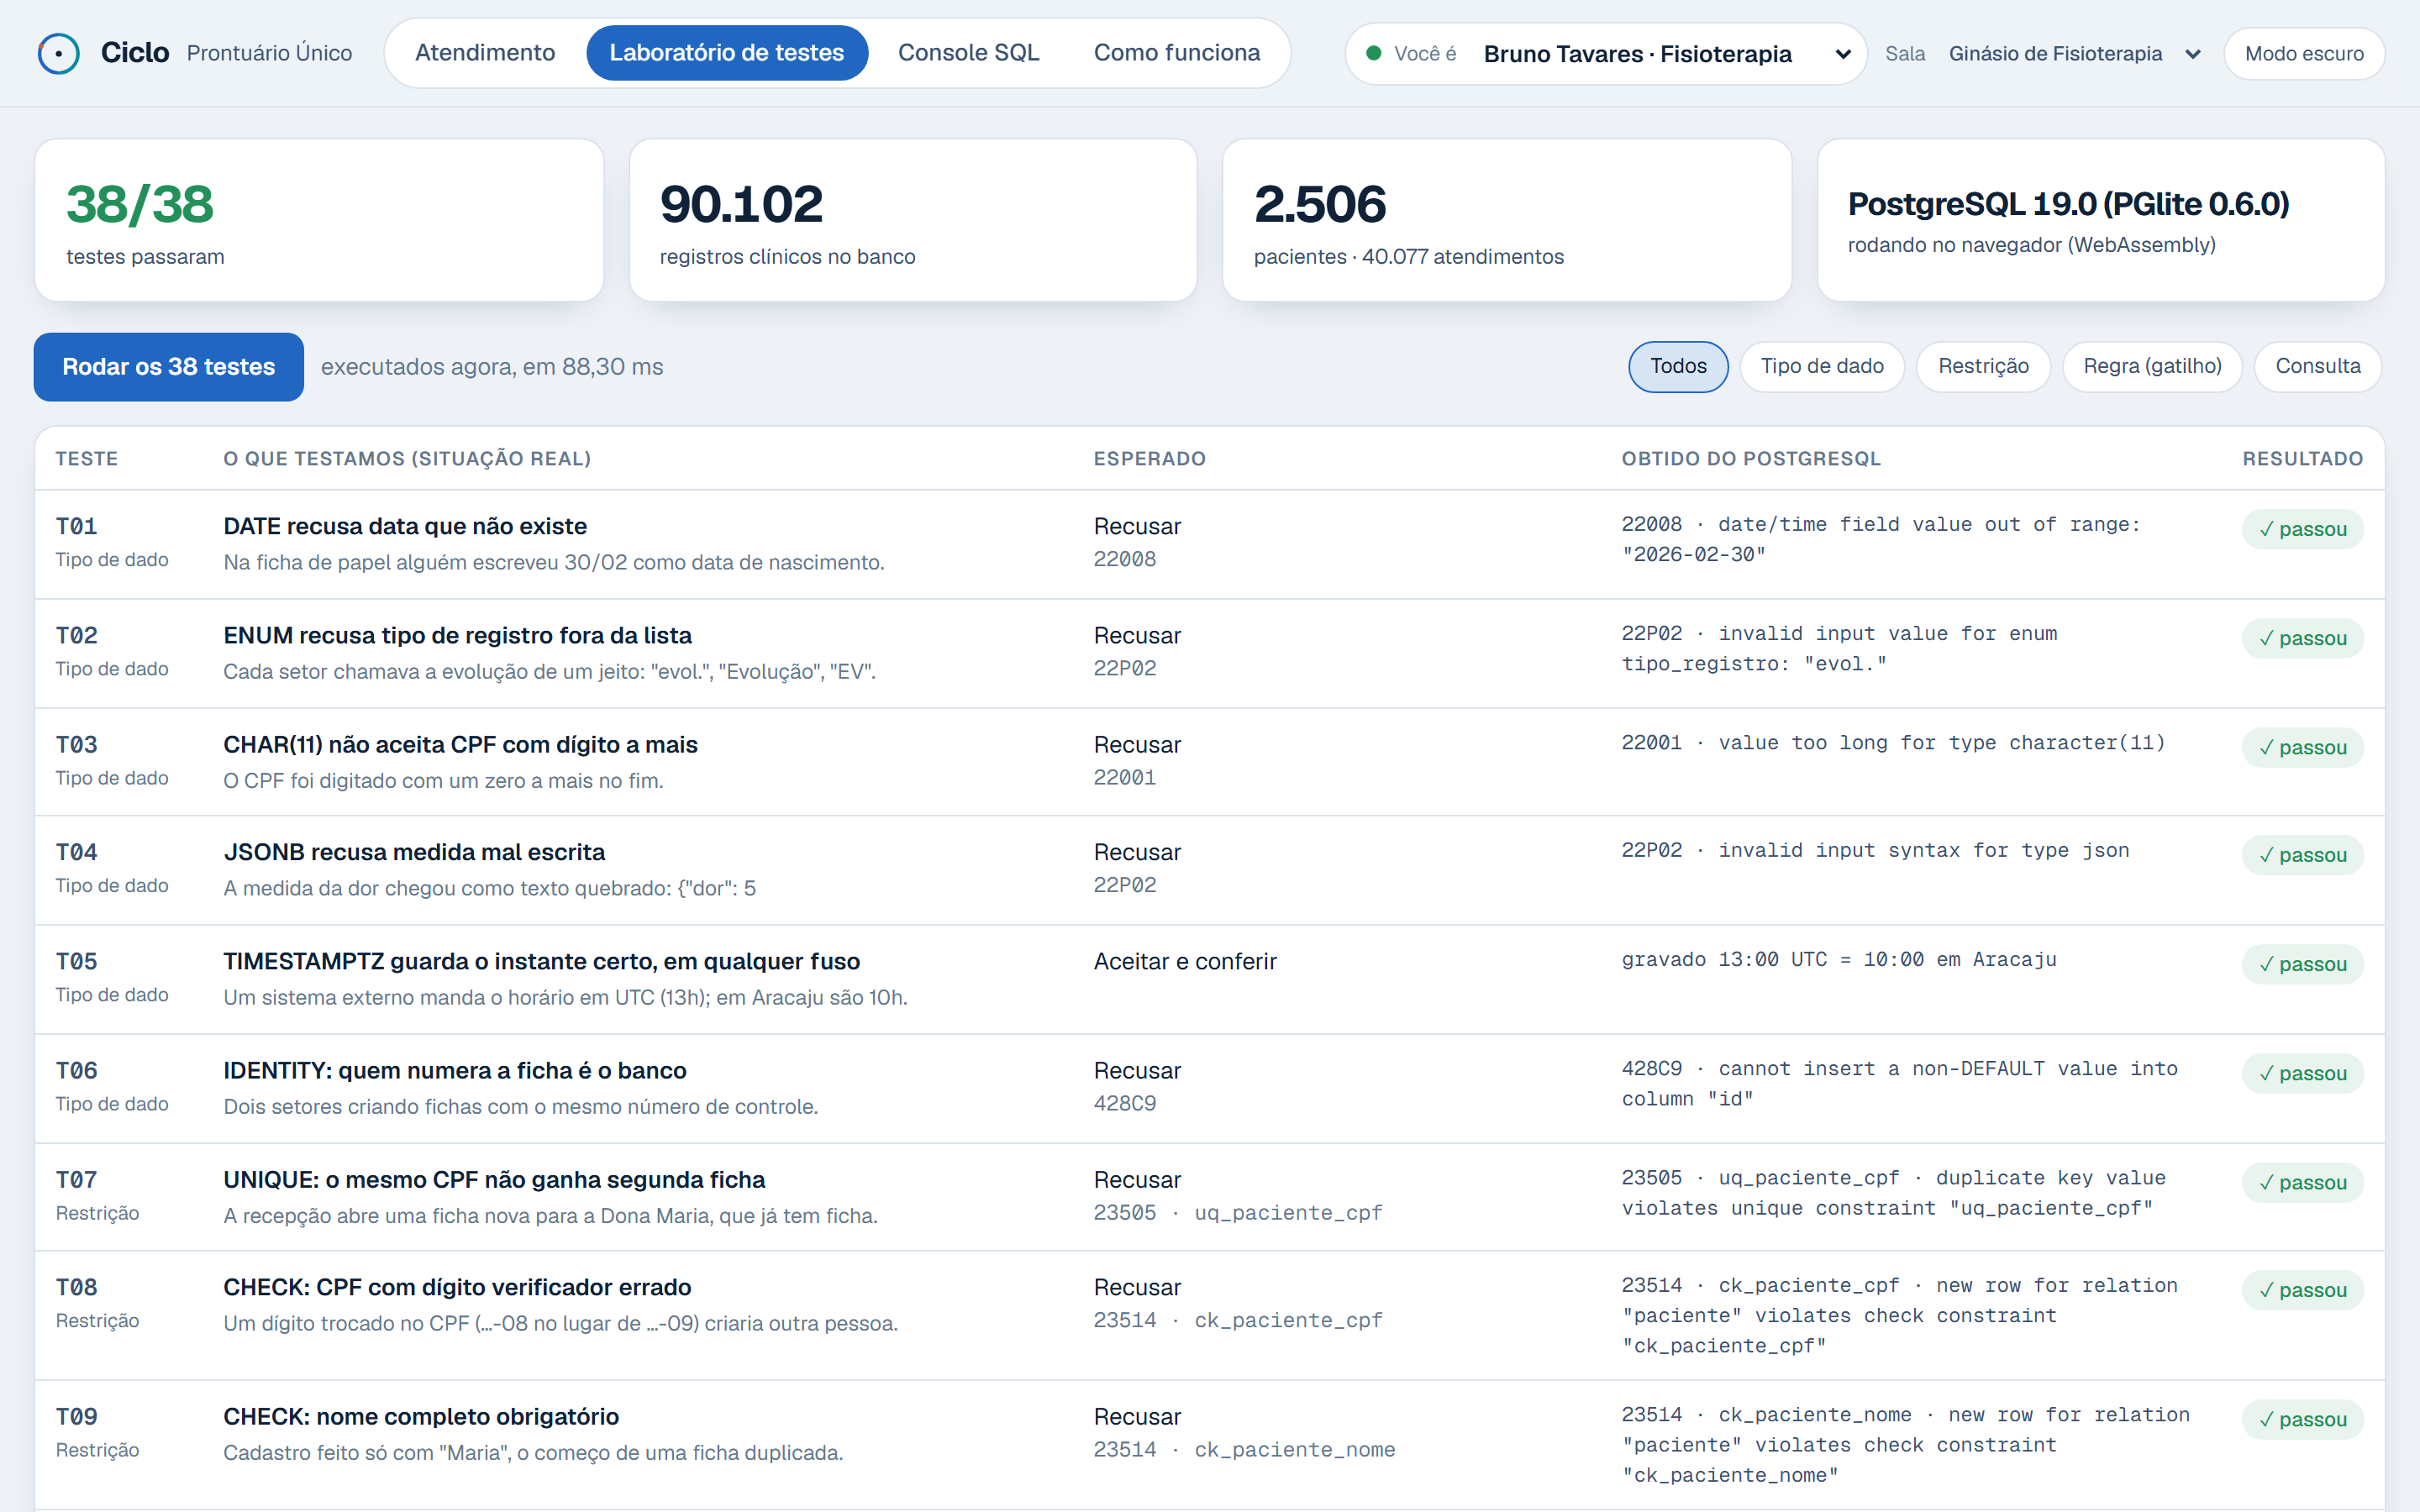 Ciclo Prontuário Único Atendimento Laboratório de testes Console SQL Como funciona Você é Bruno Tavares · Fisioterapia Sala Ginásio de Fisioterapia Modo escuro
38/38
testes passaram
90.102
registros clínicos no banco
2.506
pacientes · 40.077 atendimentos
PostgreSQL 19.0 (PGlite 0.6.0)
rodando no navegador (WebAssembly)
Rodar os 38 testes executados agora, em 88,30 ms Todos Tipo de dado Restrição Regra (gatilho) Consulta
TESTE O QUE TESTAMOS (SITUAÇÃO REAL) ESPERADO OBTIDO DO POSTGRESQL RESULTADO
T01
Tipo de dado
DATE recusa data que não existe
Na ficha de papel alguém escreveu 30/02 como data de nascimento.
Recusar
22008
22008 · date/time field value out of range:
"2026-02-30"
✓ passou
T02
Tipo de dado
ENUM recusa tipo de registro fora da lista
Cada setor chamava a evolução de um jeito: "evol.", "Evolução", "EV".
Recusar
22P02
22P02 · invalid input value for enum
tipo_registro: "evol."
✓ passou
T03
Tipo de dado
CHAR(11) não aceita CPF com dígito a mais
O CPF foi digitado com um zero a mais no fim.
Recusar
22001
22001 · value too long for type character(11)
✓ passou
T04
Tipo de dado
JSONB recusa medida mal escrita
A medida da dor chegou como texto quebrado: {"dor": 5
Recusar
22P02
22P02 · invalid input syntax for type json
✓ passou
T05
Tipo de dado
TIMESTAMPTZ guarda o instante certo, em qualquer fuso
Um sistema externo manda o horário em UTC (13h); em Aracaju são 10h.
Aceitar e conferir
gravado 13:00 UTC = 10:00 em Aracaju
✓ passou
T06
Tipo de dado
IDENTITY: quem numera a ficha é o banco
Dois setores criando fichas com o mesmo número de controle.
Recusar
428C9
428C9 · cannot insert a non-DEFAULT value into
column "id"
✓ passou
T07
Restrição
UNIQUE: o mesmo CPF não ganha segunda ficha
A recepção abre uma ficha nova para a Dona Maria, que já tem ficha.
Recusar
23505 · uq_paciente_cpf
23505 · uq_paciente_cpf · duplicate key value
violates unique constraint "uq_paciente_cpf"
✓ passou
T08
Restrição
CHECK: CPF com dígito verificador errado
Um dígito trocado no CPF (…-08 no lugar de …-09) criaria outra pessoa.
Recusar
23514 · ck_paciente_cpf
23514 · ck_paciente_cpf · new row for relation
"paciente" violates check constraint
"ck_paciente_cpf"
✓ passou
T09
Restrição
CHECK: nome completo obrigatório
Cadastro feito só com "Maria", o começo de uma ficha duplicada.
Recusar
23514 · ck_paciente_nome
23514 · ck_paciente_nome · new row for relation
"paciente" violates check constraint
"ck_paciente_nome"
✓ passou